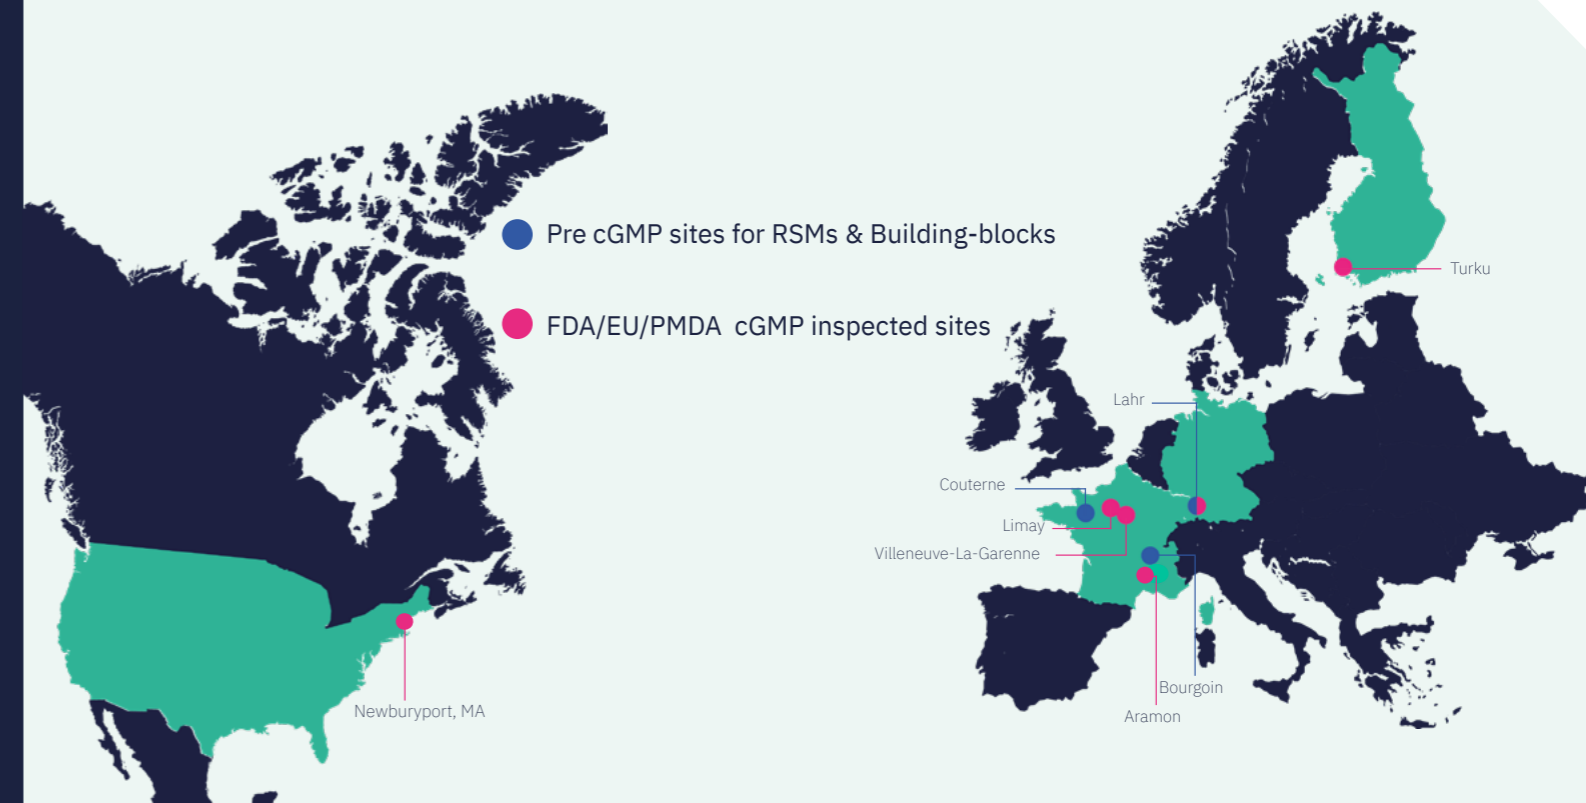 Pre cGMP sites for RSMs & Building-blocks
FDA/EU/PMDA cGMP inspected sites
Turku
Lahr
Couterne
Limay
Villeneuve-La-Garenne
Bourgoin
Newburyport, MA
Aramon